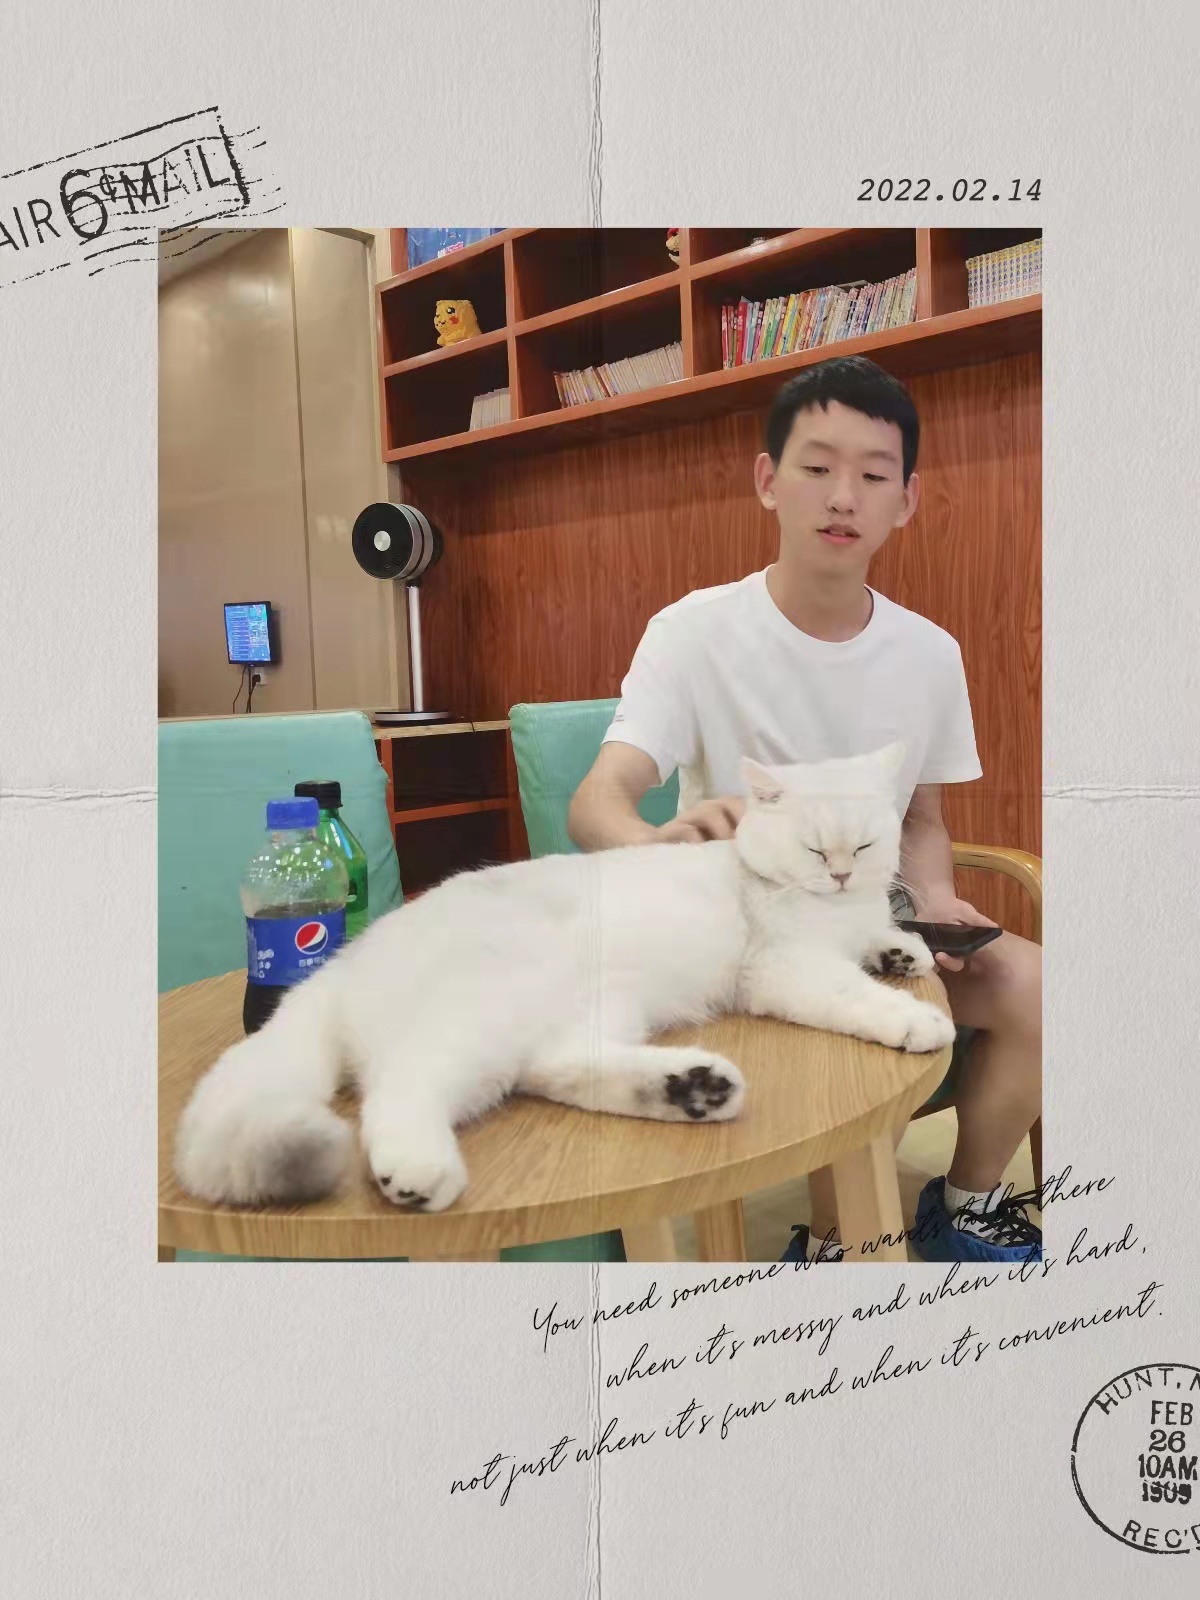 AIR 6¢ MAIL
2022.02.14
You need someone who wants to be there
when it's messy and when it's hard,
not just when it's fun and when it's convenient.
HUNT,
FEB
26
10AM
1909
REC'D